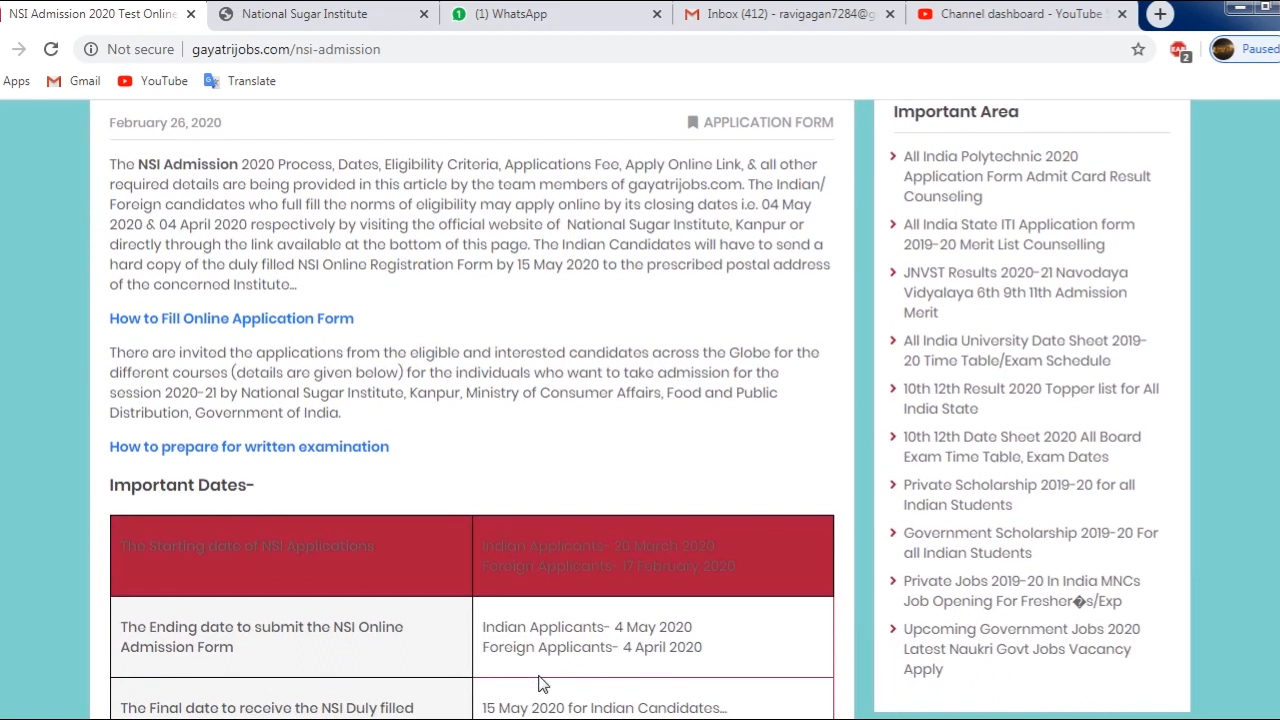 NSI Admission 2020 Test Online
National Sugar Institute
(1) WhatsApp
Inbox (412) - ravigagan7284@g
Channel dashboard - YouTube
Not secure
gayatrijobs.com/nsi-admission
2
Paused
Apps
Gmail
YouTube
Translate
February 26, 2020
APPLICATION FORM
The NSI Admission 2020 Process, Dates, Eligibility Criteria, Applications Fee, Apply Online Link, & all other
required details are being provided in this article by the team members of gayatrijobs.com. The Indian/
Foreign candidates who full fill the norms of eligibility may apply online by its closing dates i.e. 04 May
2020 & 04 April 2020 respectively by visiting the official website of National Sugar Institute, Kanpur or
directly through the link available at the bottom of this page. The Indian Candidates will have to send a
hard copy of the duly filled NSI Online Registration Form by 15 May 2020 to the prescribed postal address
of the concerned Institute…
How to Fill Online Application Form
There are invited the applications from the eligible and interested candidates across the Globe for the
different courses (details are given below) for the individuals who want to take admission for the
session 2020-21 by National Sugar Institute, Kanpur, Ministry of Consumer Affairs, Food and Public
Distribution, Government of India.
How to prepare for written examination
Important Dates-
The Starting date of NSI Applications
Indian Applicants- 20 March 2020
Foreign Applicants- 17 February 2020
The Ending date to submit the NSI Online
Admission Form
Indian Applicants- 4 May 2020
Foreign Applicants- 4 April 2020
The Final date to receive the NSI Duly filled
15 May 2020 for Indian Candidates…
Important Area
All India Polytechnic 2020
Application Form Admit Card Result
Counseling
All India State ITI Application form
2019-20 Merit List Counselling
JNVST Results 2020-21 Navodaya
Vidyalaya 6th 9th 11th Admission
Merit
All India University Date Sheet 2019-
20 Time Table/Exam Schedule
10th 12th Result 2020 Topper list for All
India State
10th 12th Date Sheet 2020 All Board
Exam Time Table, Exam Dates
Private Scholarship 2019-20 for all
Indian Students
Government Scholarship 2019-20 For
all Indian Students
Private Jobs 2019-20 In India MNCs
Job Opening For Fresher�s/Exp
Upcoming Government Jobs 2020
Latest Naukri Govt Jobs Vacancy
Apply